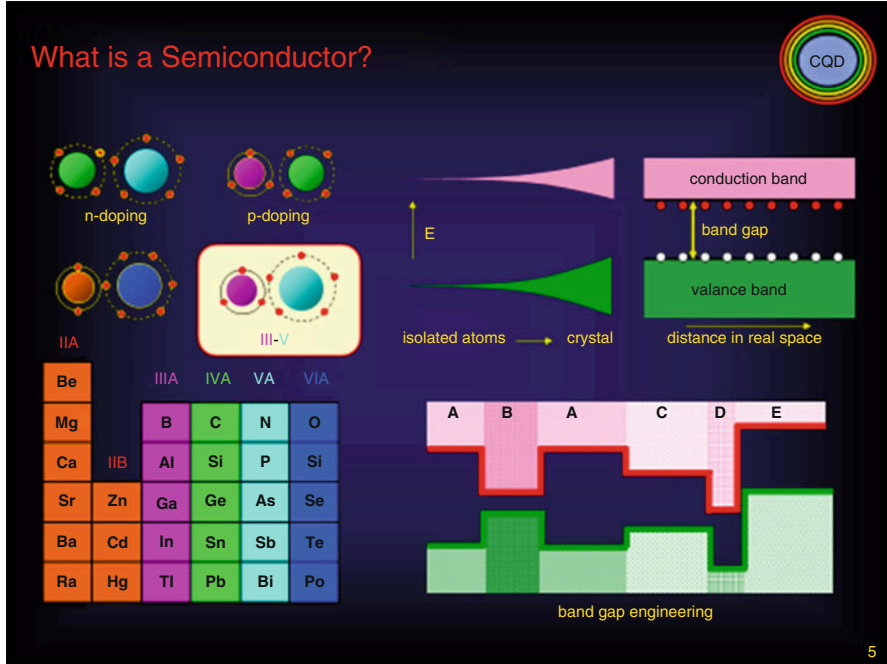 What is a Semiconductor?
CQD
n-doping
p-doping
III-V
E
isolated atoms
crystal
conduction band
band gap
valance band
distance in real space
IIA
IIIA IVA VA VIA
Be
Mg B C N O
Ca IIB Al Si P Si
Sr Zn Ga Ge As Se
Ba Cd In Sn Sb Te
Ra Hg Tl Pb Bi Po
A B A C D E
band gap engineering
5